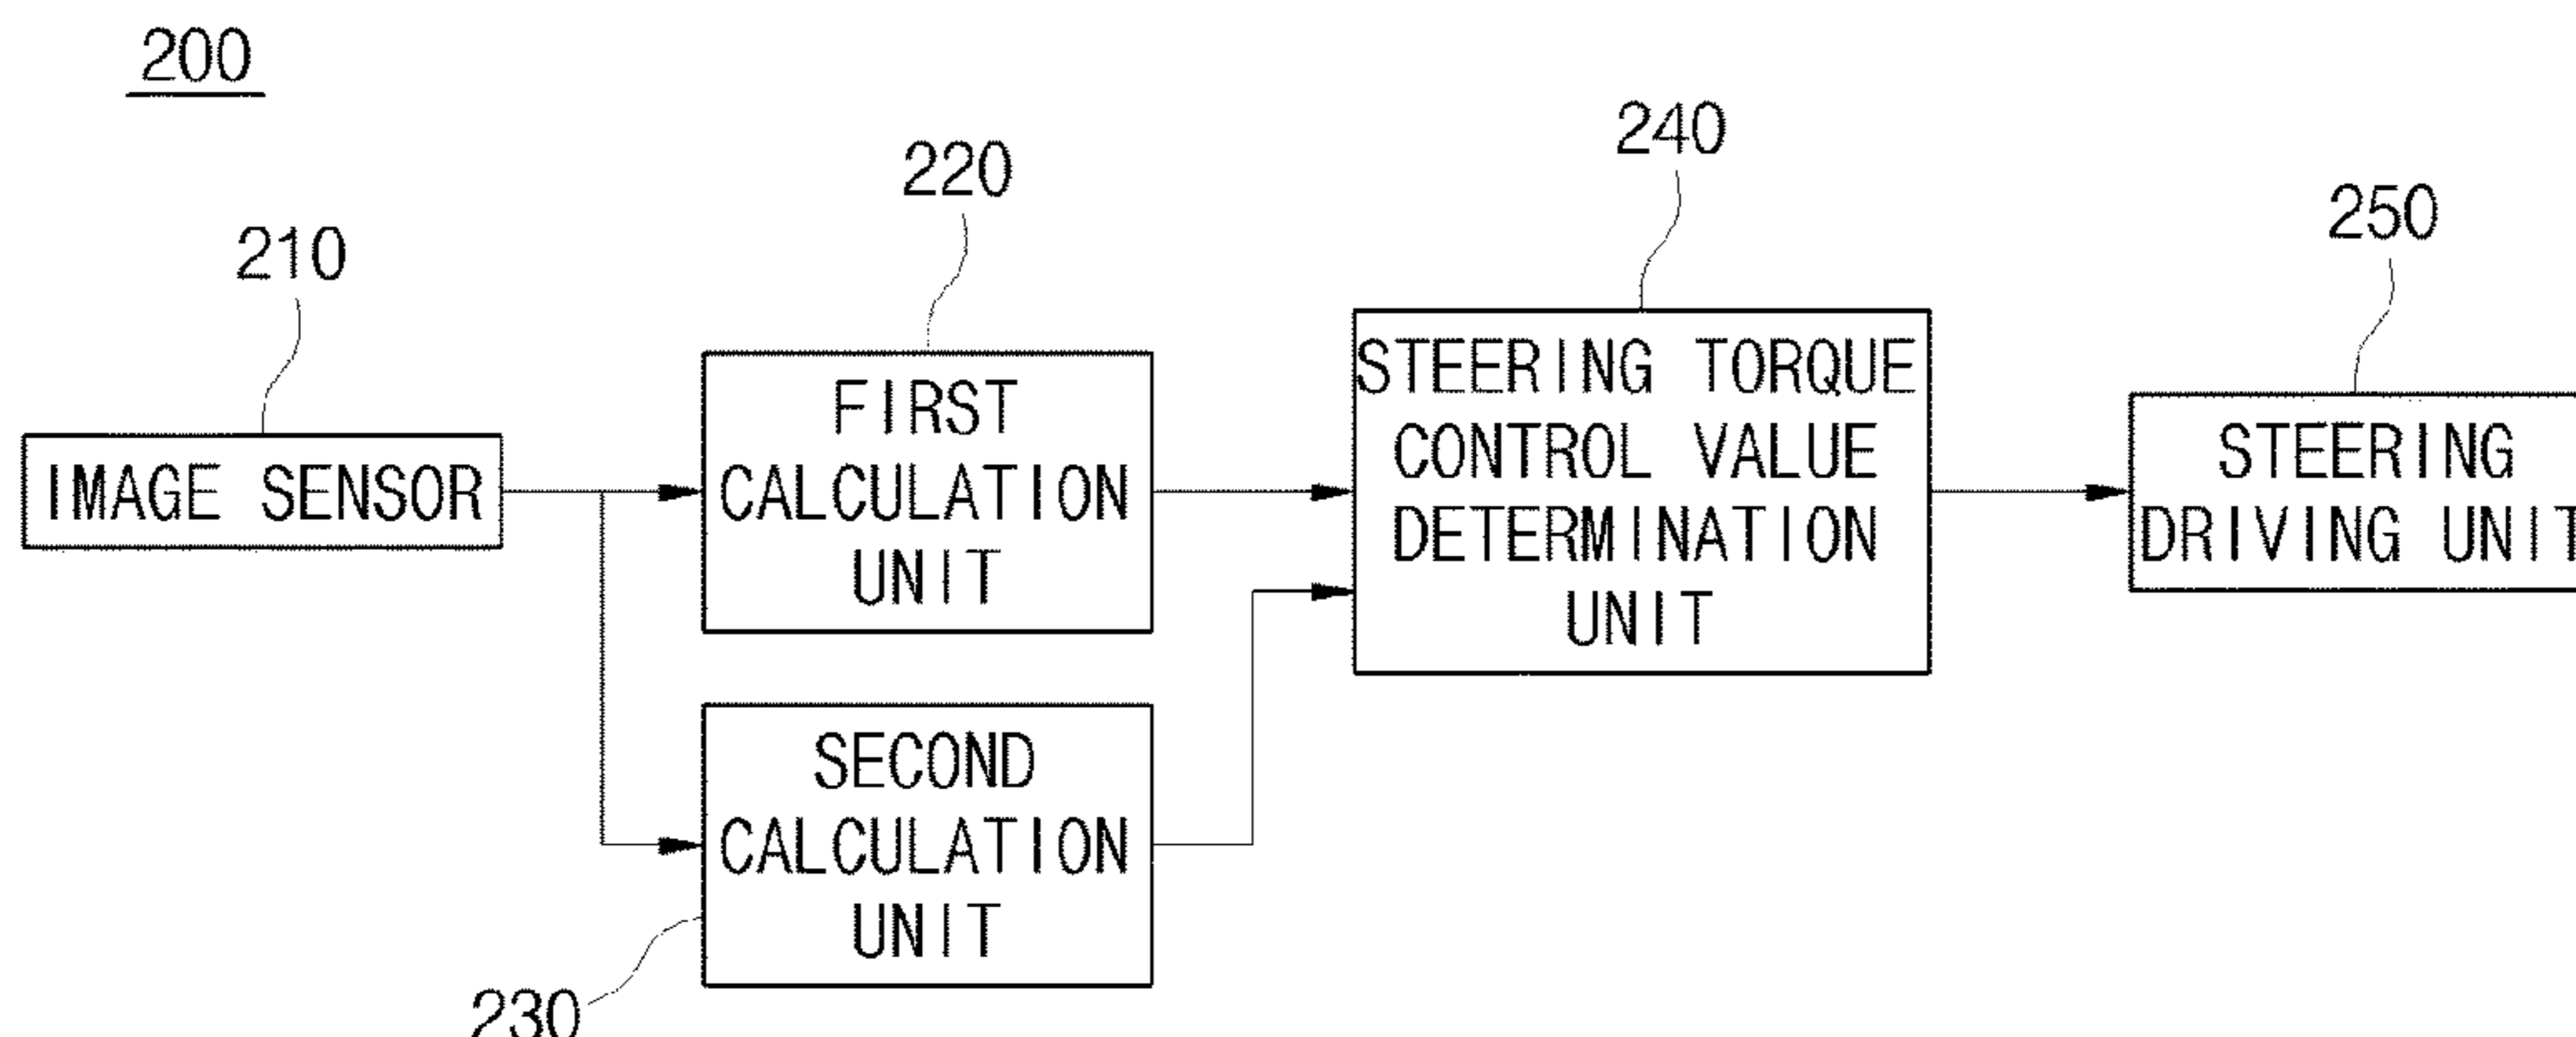 200
210
IMAGE SENSOR
220
FIRST
CALCULATION
UNIT
230
SECOND
CALCULATION
UNIT
240
STEERING TORQUE
CONTROL VALUE
DETERMINATION
UNIT
250
STEERING
DRIVING UNIT